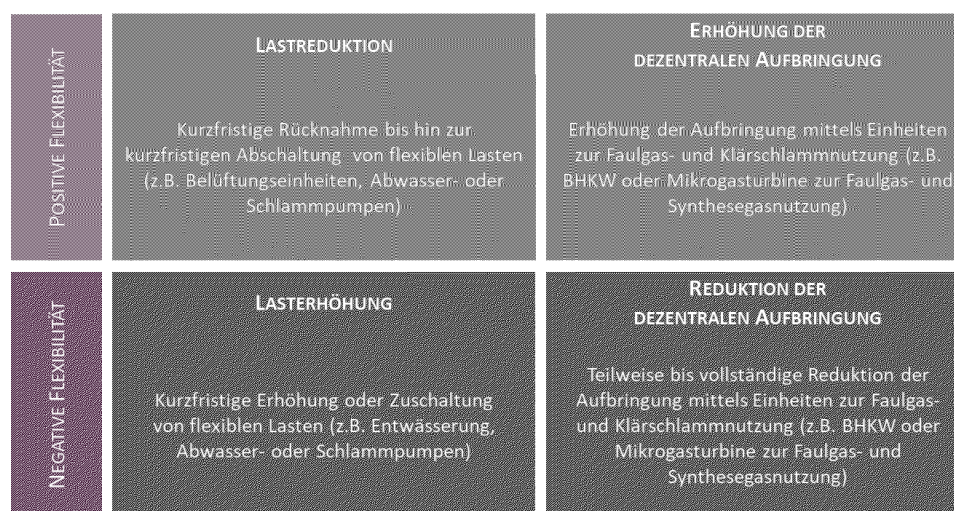 POSITIVE FLEXIBILITÄT
LASTREDUKTION
Kurzfristige Rücknahme bis hin zur
kurzfristigen Abschaltung von flexiblen Lasten
(z.B. Belüftungseinheiten, Abwasser- oder
Schlammpumpen)
ERHÖHUNG DER
DEZENTRALEN AUFBRINGUNG
Erhöhung der Aufbringung mittels Einheiten
zur Faulgas- und Klärschlammnutzung (z.B.
BHKW oder Mikrogasturbine zur Faulgas- und
Synthesegasnutzung)
NEGATIVE FLEXIBILITÄT
LASTERHÖHUNG
Kurzfristige Erhöhung oder Zuschaltung
von flexiblen Lasten (z.B. Entwässerung,
Abwasser- oder Schlammpumpen)
REDUKTION DER
DEZENTRALEN AUFBRINGUNG
Teilweise bis vollständige Reduktion der
Aufbringung mittels Einheiten zur Faulgas-
und Klärschlammnutzung (z.B. BHKW oder
Mikrogasturbine zur Faulgas- und
Synthesegasnutzung)